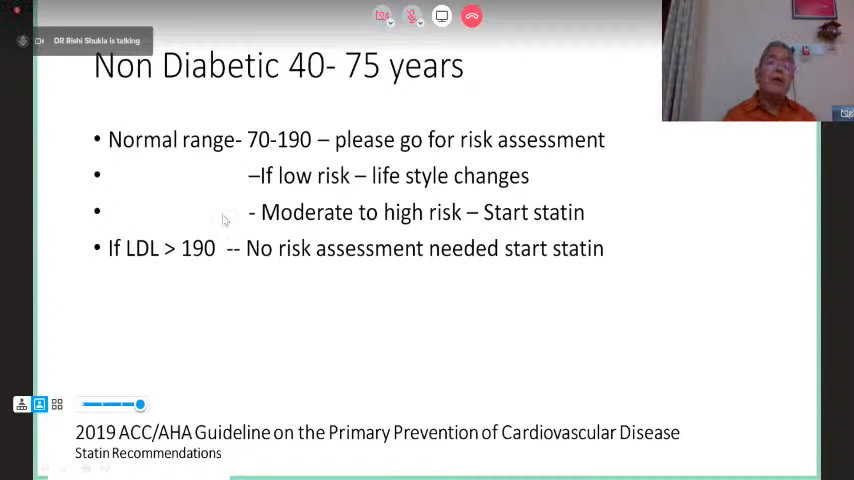 DR Rishi Shukla is talking
Non Diabetic 40- 75 years
• Normal range- 70-190 – please go for risk assessment
• –If low risk – life style changes
• - Moderate to high risk – Start statin
• If LDL > 190 -- No risk assessment needed start statin
2019 ACC/AHA Guideline on the Primary Prevention of Cardiovascular Disease
Statin Recommendations